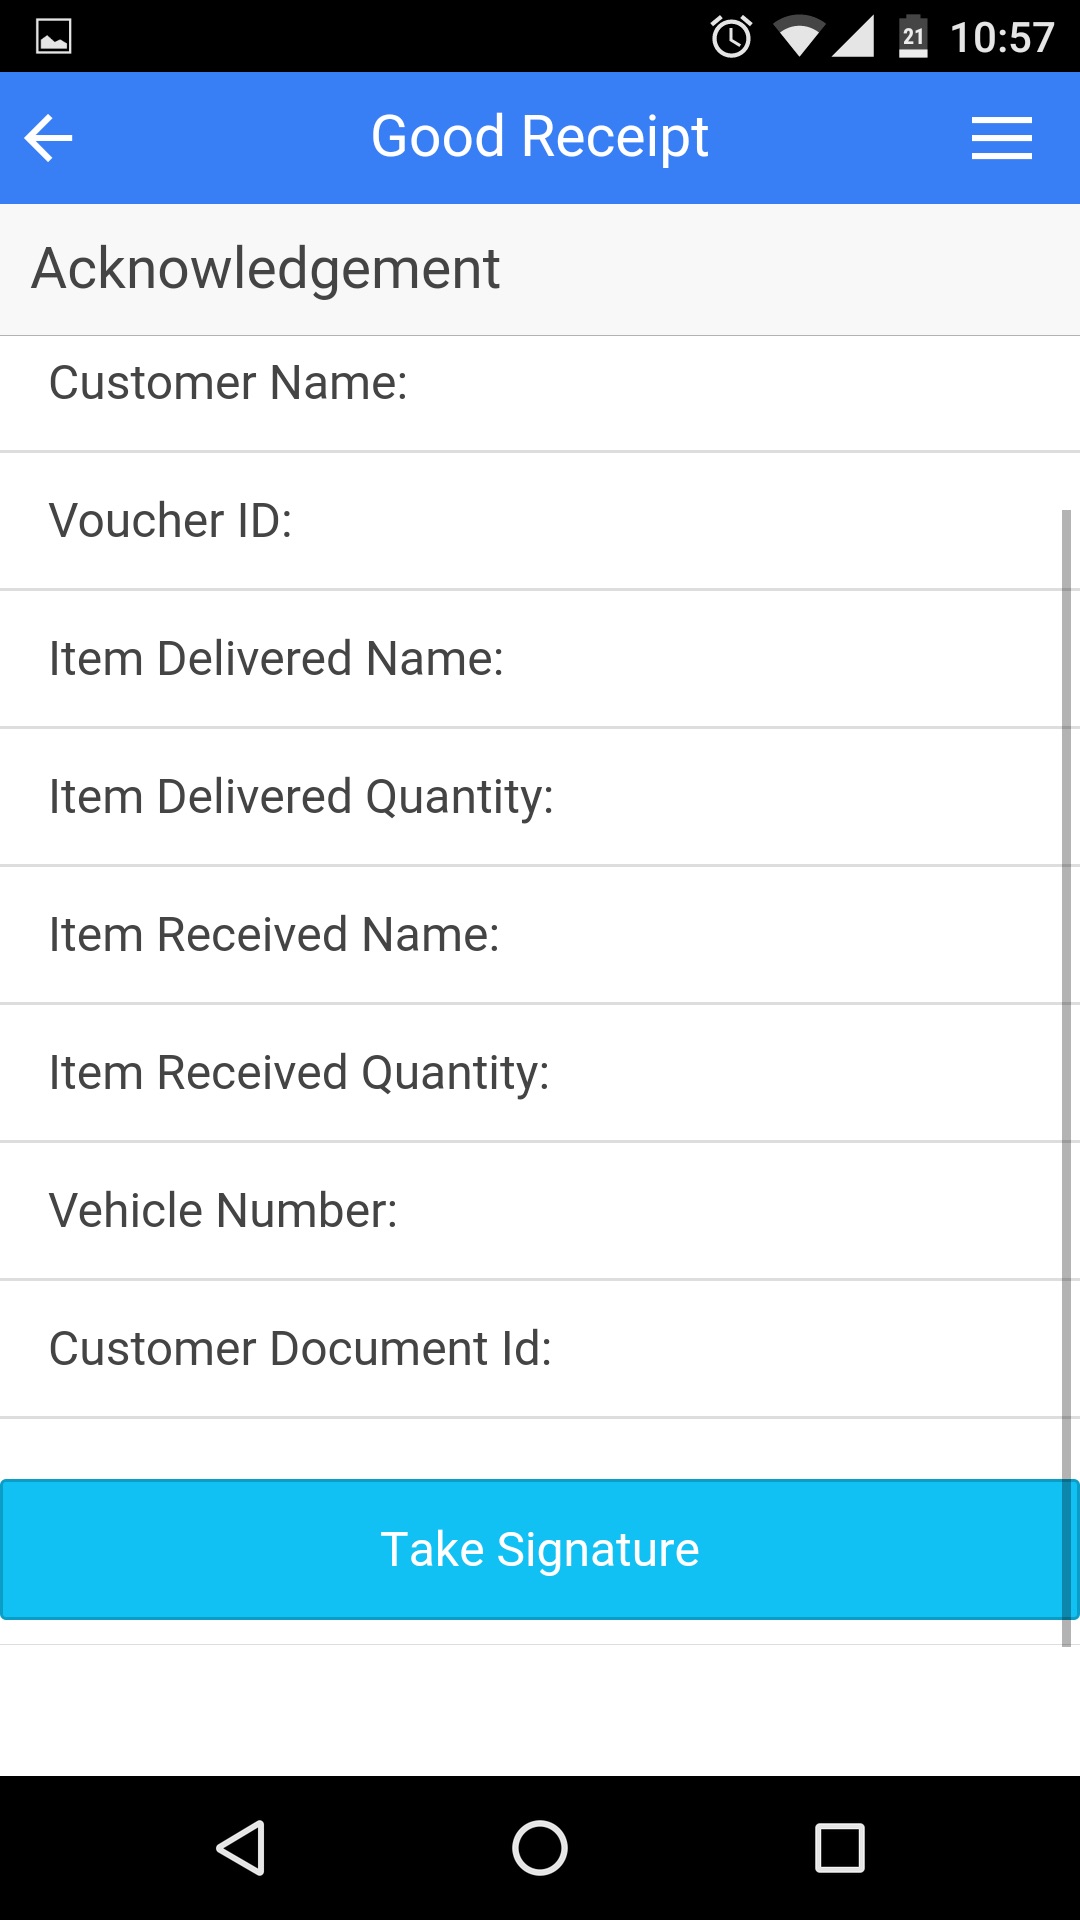 21 10:57
Good Receipt
Acknowledgement
Customer Name:
Voucher ID:
Item Delivered Name:
Item Delivered Quantity:
Item Received Name:
Item Received Quantity:
Vehicle Number:
Customer Document Id:
Take Signature